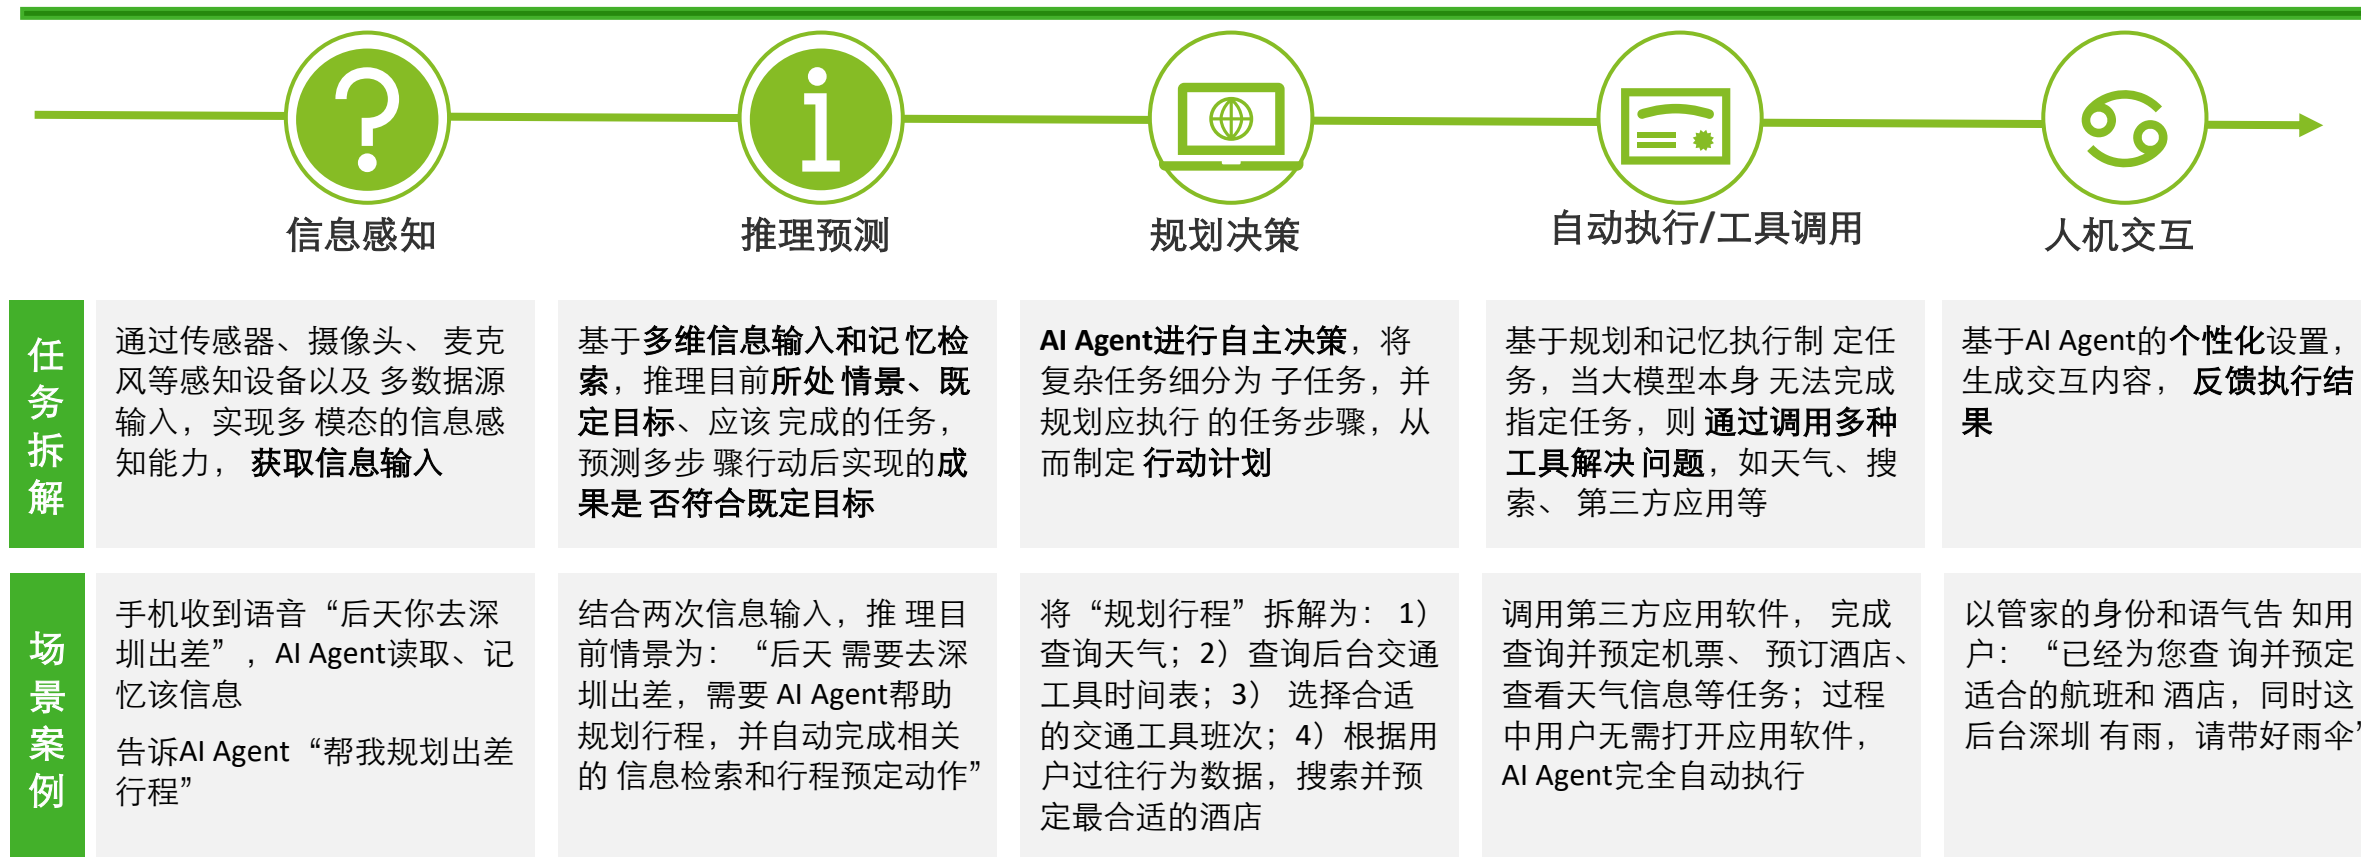 信息感知
推理预测
规划决策
自动执行/工具调用
人机交互
任务拆解
通过传感器、摄像头、 麦克
风等感知设备以及 多数据源
输入，实现多 模态的信息感
知能力， 获取信息输入
基于多维信息输入和记 忆检
索，推理目前所处 情景、既
定目标、应该 完成的任务，
预测多步 骤行动后实现的成
果是 否符合既定目标
AI Agent进行自主决策，将
复杂任务细分为 子任务，并
规划应执行 的任务步骤，从
而制定 行动计划
基于规划和记忆执行制 定任
务，当大模型本身 无法完成
指定任务，则 通过调用多种
工具解决 问题，如天气、搜
索、 第三方应用等
基于AI Agent的个性化设置，
生成交互内容， 反馈执行结
果
场景案例
手机收到语音“后天你去深
圳出差”，AI Agent读取、记
忆该信息
告诉AI Agent“帮我规划出差
行程”
结合两次信息输入，推 理目
前情景为： “后天 需要去深
圳出差，需要 AI Agent帮助
规划行程，并自动完成相关
的 信息检索和行程预定动作”
将“规划行程”拆解为： 1）
查询天气；2）查询后台交通
工具时间表；3） 选择合适
的交通工具班次；4）根据用
户过往行为数据，搜索并预
定最合适的酒店
调用第三方应用软件， 完成
查询并预定机票、 预订酒店、
查看天气信息等任务；过程
中用户无需打开应用软件，
AI Agent完全自动执行
以管家的身份和语气告 知用
户： “已经为您查 询并预定
适合的航班和 酒店，同时这
后台深圳 有雨，请带好雨伞”